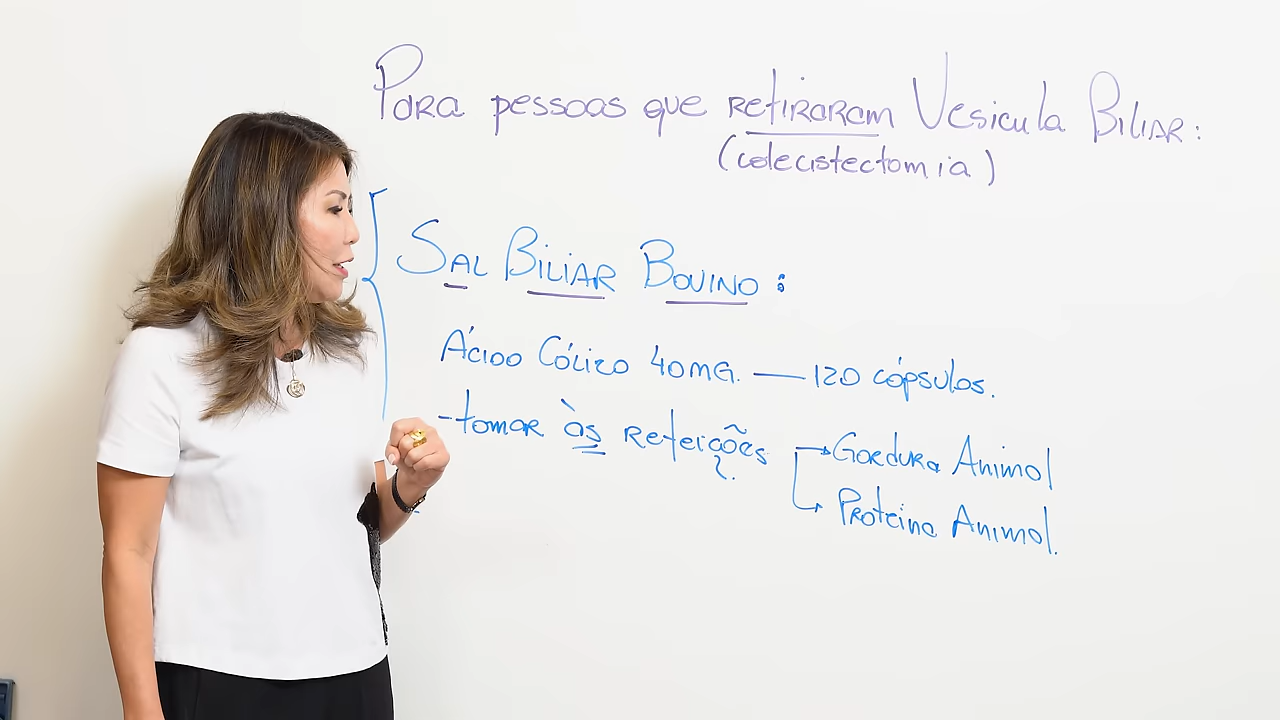 Para pessoas que retiraram Vesicula Biliar:
(colecistectomia)
Sal Biliar Bovino:
Ácido Cólico 40mg. — 120 cápsulas.
- tomar às refeições → Gordura Animal
→ Proteína Animal.